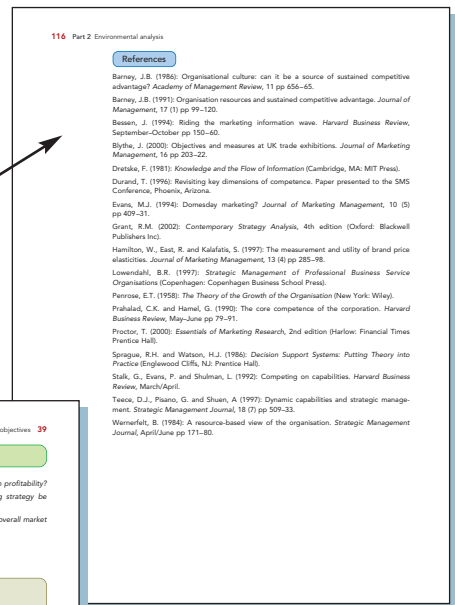 116 Part 2 Environmental analysis
References
Barney, J.B. (1986): Organisational culture: can it be a source of sustained competitive
advantage? Academy of Management Review, 11 pp 656–65.
Barney, J.B. (1991): Organisation resources and sustained competitive advantage. Journal of
Management, 17 (1) pp 99–120.
Bessen, J. (1994): Riding the marketing information wave. Harvard Business Review,
September–October pp 150–60.
Blythe, J. (2000): Objectives and measures at UK trade exhibitions. Journal of Marketing
Management, 16 pp 203–22.
Dretske, F. (1981): Knowledge and the Flow of Information (Cambridge, MA: MIT Press).
Durand, T. (1996): Revisiting key dimensions of competence. Paper presented to the SMS
Conference, Phoenix, Arizona.
Evans, M.J. (1994): Domesday marketing? Journal of Marketing Management, 10 (5)
pp 409–31.
Grant, R.M. (2002): Contemporary Strategy Analysis, 4th edition (Oxford: Blackwell
Publishers Inc).
Hamilton, W., East, R. and Kalafatis, S. (1997): The measurement and utility of brand price
elasticities. Journal of Marketing Management, 13 (4) pp 285–98.
Lowendahl, B.R. (1997): Strategic Management of Professional Business Service
Organisations (Copenhagen: Copenhagen Business School Press).
Penrose, E.T. (1958): The Theory of the Growth of the Organisation (New York: Wiley).
Prahalad, C.K. and Hamel, G. (1990): The core competence of the corporation. Harvard
Business Review, May–June pp 79–91.
Proctor, T. (2000): Essentials of Marketing Research, 2nd edition (Harlow: Financial Times
Prentice Hall).
Sprague, R.H. and Watson, H.J. (1986): Decision Support Systems: Putting Theory into
Practice (Englewood Cliffs, NJ: Prentice Hall).
Stalk, G., Evans, P. and Shulman, L. (1992): Competing on capabilities. Harvard Business
Review, March/April.
Teece, D.J., Pisano, G. and Shuen, A (1997): Dynamic capabilities and strategic manage-
ment. Strategic Management Journal, 18 (7) pp 509–33.
Wernerfelt, B. (1984): A resource-based view of the organisation. Strategic Management
Journal, April/June pp 171–80.
objectives 39
profitability?
strategy be
overall market